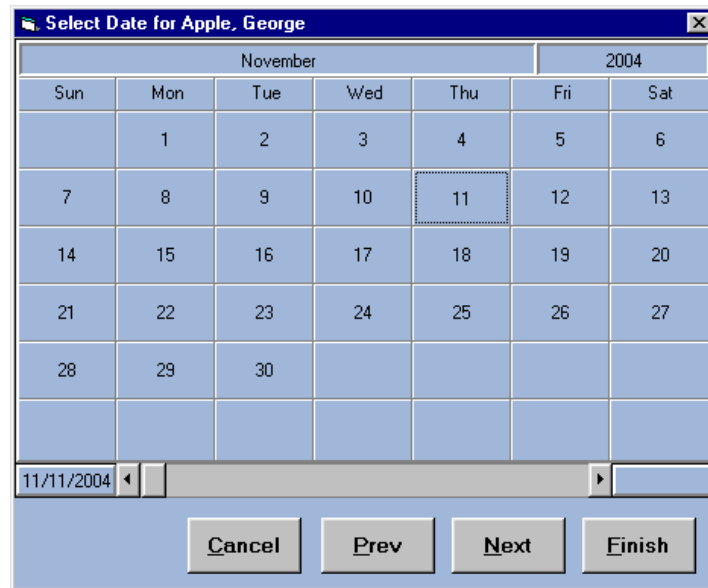 Select Date for Apple, George
November 2004
Sun Mon Tue Wed Thu Fri Sat
1 2 3 4 5 6
7 8 9 10 11 12 13
14 15 16 17 18 19 20
21 22 23 24 25 26 27
28 29 30
11/11/2004
Cancel Prev Next Finish